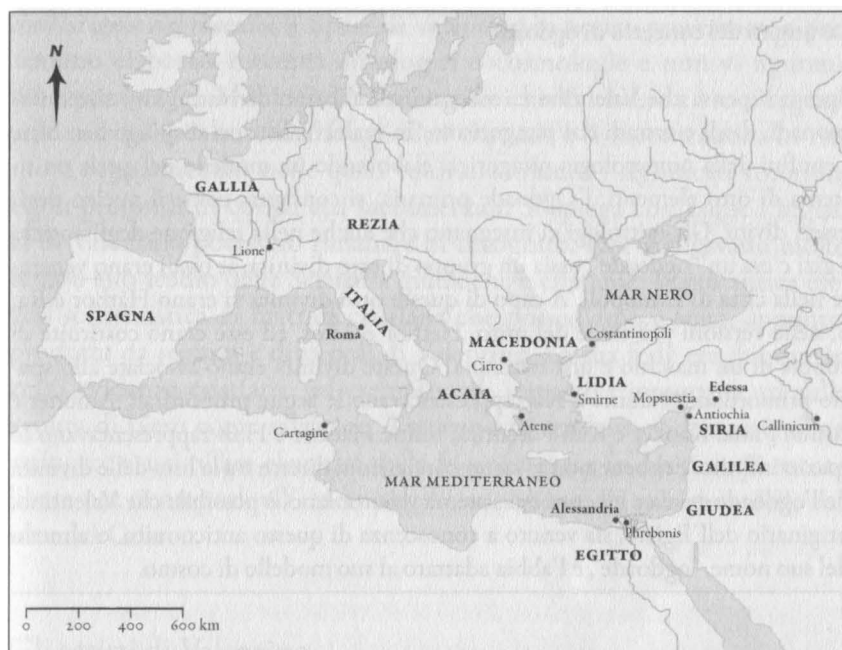 N
GALLIA
REZIA
Lione
ITALIA
MAR NERO
SPAGNA
Roma
MACEDONIA
Costantinopoli
Cirro
LIDIA
Edessa
ACAIA
Smirne
Mopsuestia
Antiochia
Callinicum
Cartagine
Atene
SIRIA
GALILEA
MAR MEDITERRANEO
Alessandria
GIUDEA
Phrebonis
EGITTO
0 200 400 600 km